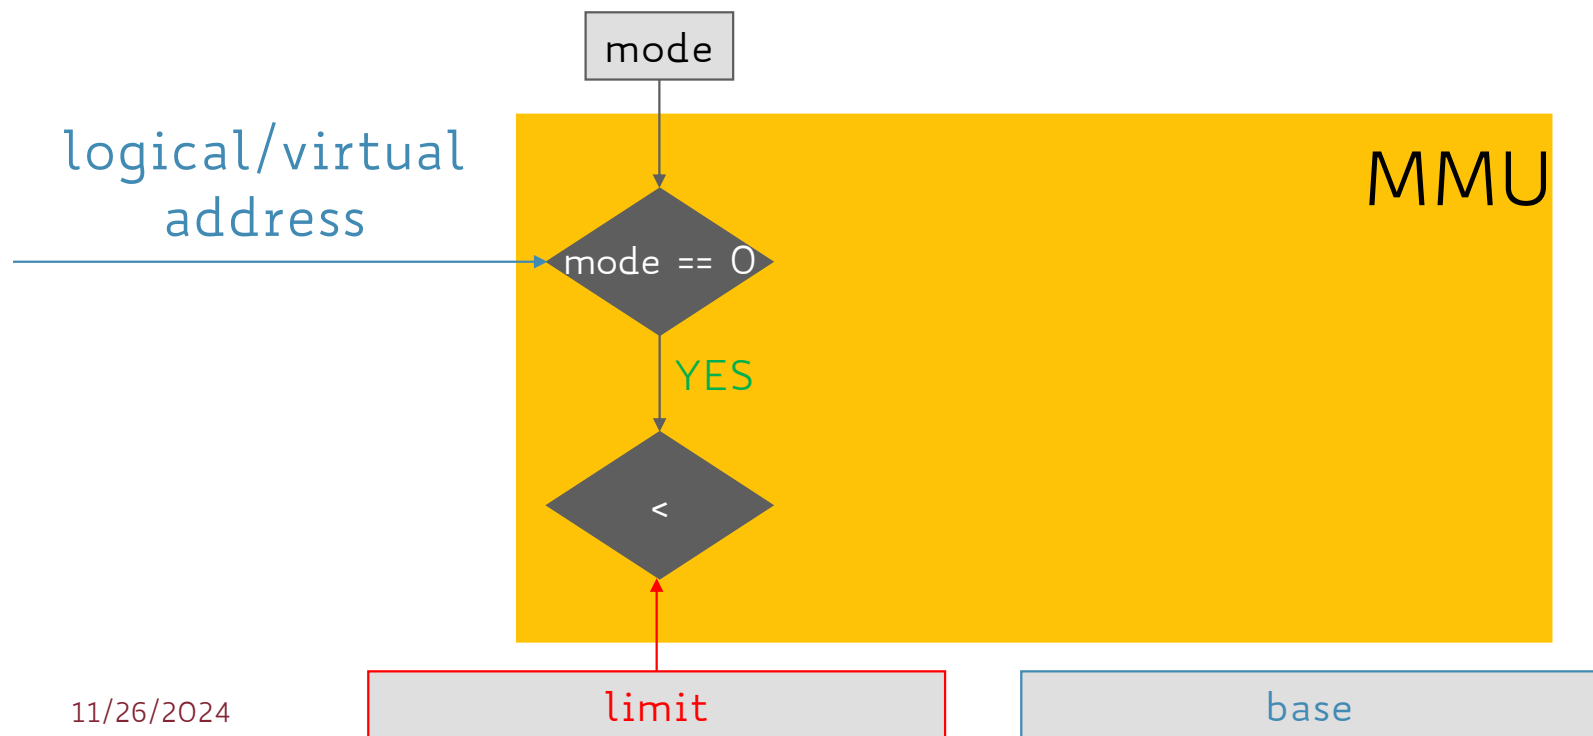 mode
logical/virtual
address
MMU
mode == 0
YES
<
limit
base
11/26/2024